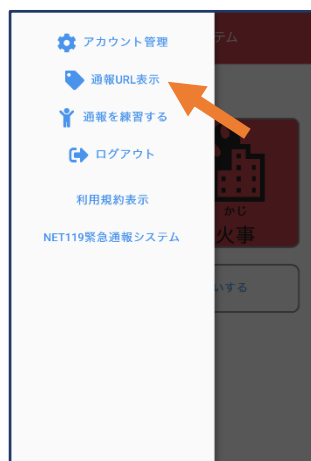 アカウント管理
テム
通報URL表示
通報を練習する
ログアウト
利用規約表示
かじ
火事
NET119緊急通報システム
いする